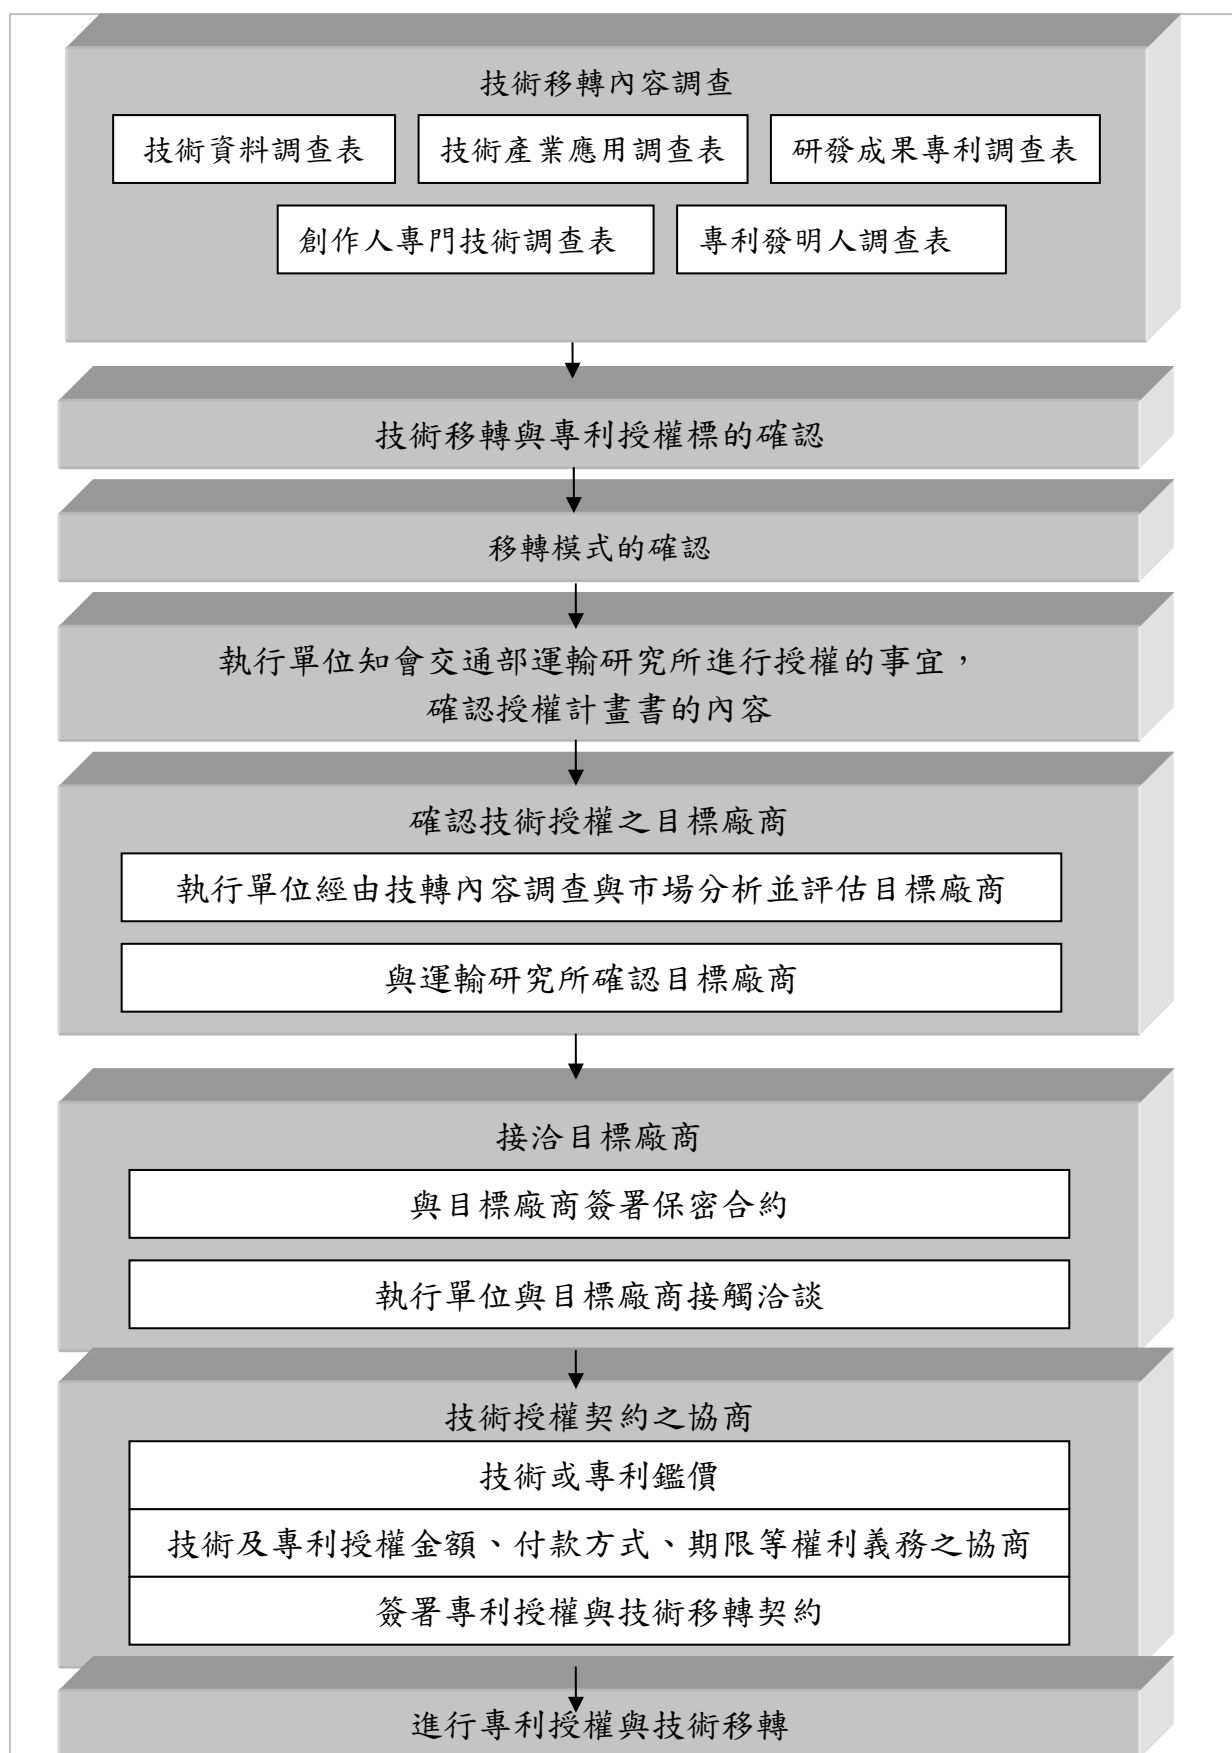 技術移轉內容調查
技術資料調查表
技術產業應用調查表
研發成果專利調查表
創作人專門技術調查表
專利發明人調查表
技術移轉與專利授權標的確認
移轉模式的確認
執行單位知會交通部運輸研究所進行授權的事宜，
確認授權計畫書的內容
確認技術授權之目標廠商
執行單位經由技轉內容調查與市場分析並評估目標廠商
與運輸研究所確認目標廠商
接洽目標廠商
與目標廠商簽署保密合約
執行單位與目標廠商接觸洽談
技術授權契約之協商
技術或專利鑑價
技術及專利授權金額、付款方式、期限等權利義務之協商
簽署專利授權與技術移轉契約
進行專利授權與技術移轉